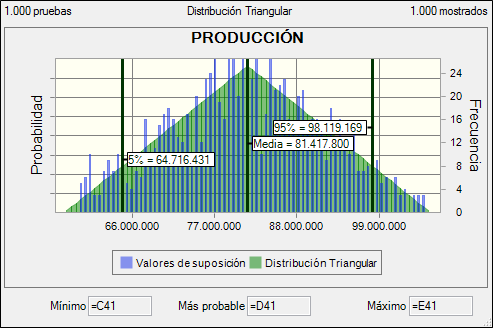 1.000 pruebas Distribución Triangular 1.000 mostrados
PRODUCCIÓN
Probabilidad
Frecuencia
24
20
16
12
8
4
0
95% = 98.119.169
Media = 81.417.800
5% = 64.716.431
66.000.000 77.000.000 88.000.000 99.000.000
Valores de suposición Distribución Triangular
Mínimo =C41 Más probable =D41 Máximo =E41